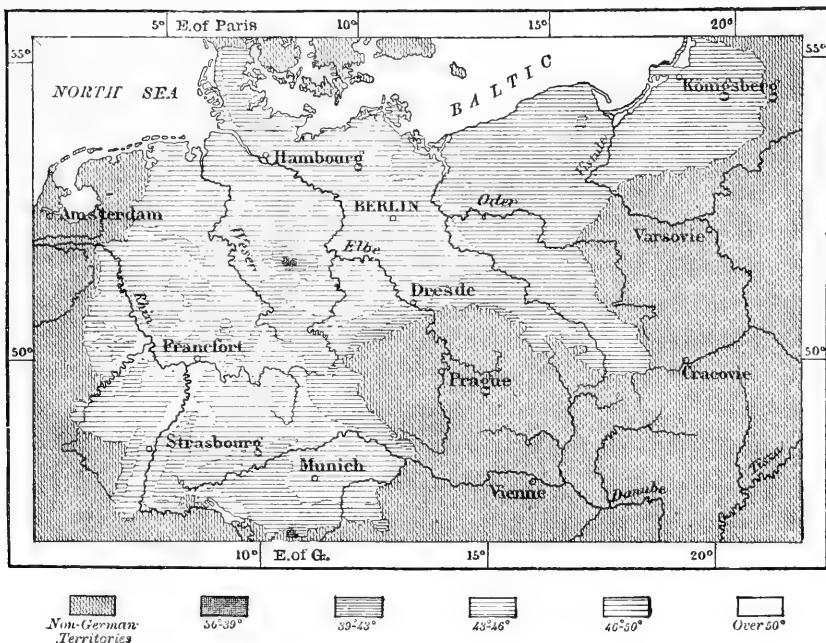 5° E. of Paris 10° 15° 20°
55° 55°
NORTH SEA
BALTIC
Königsberg
Hambourg
Amsterdam
BERLIN
Oder
Varsovie
Weser
Elbe
Dresde
Rhin
50° Francfort 50°
Prague
Cracovie
Strasbourg
Munich
Vienne
Danube
Tisza
10° E. of G. 15° 20°
Non-German Territories
36°-39°
39°-43°
43°-46°
46°-50°
Over 50°